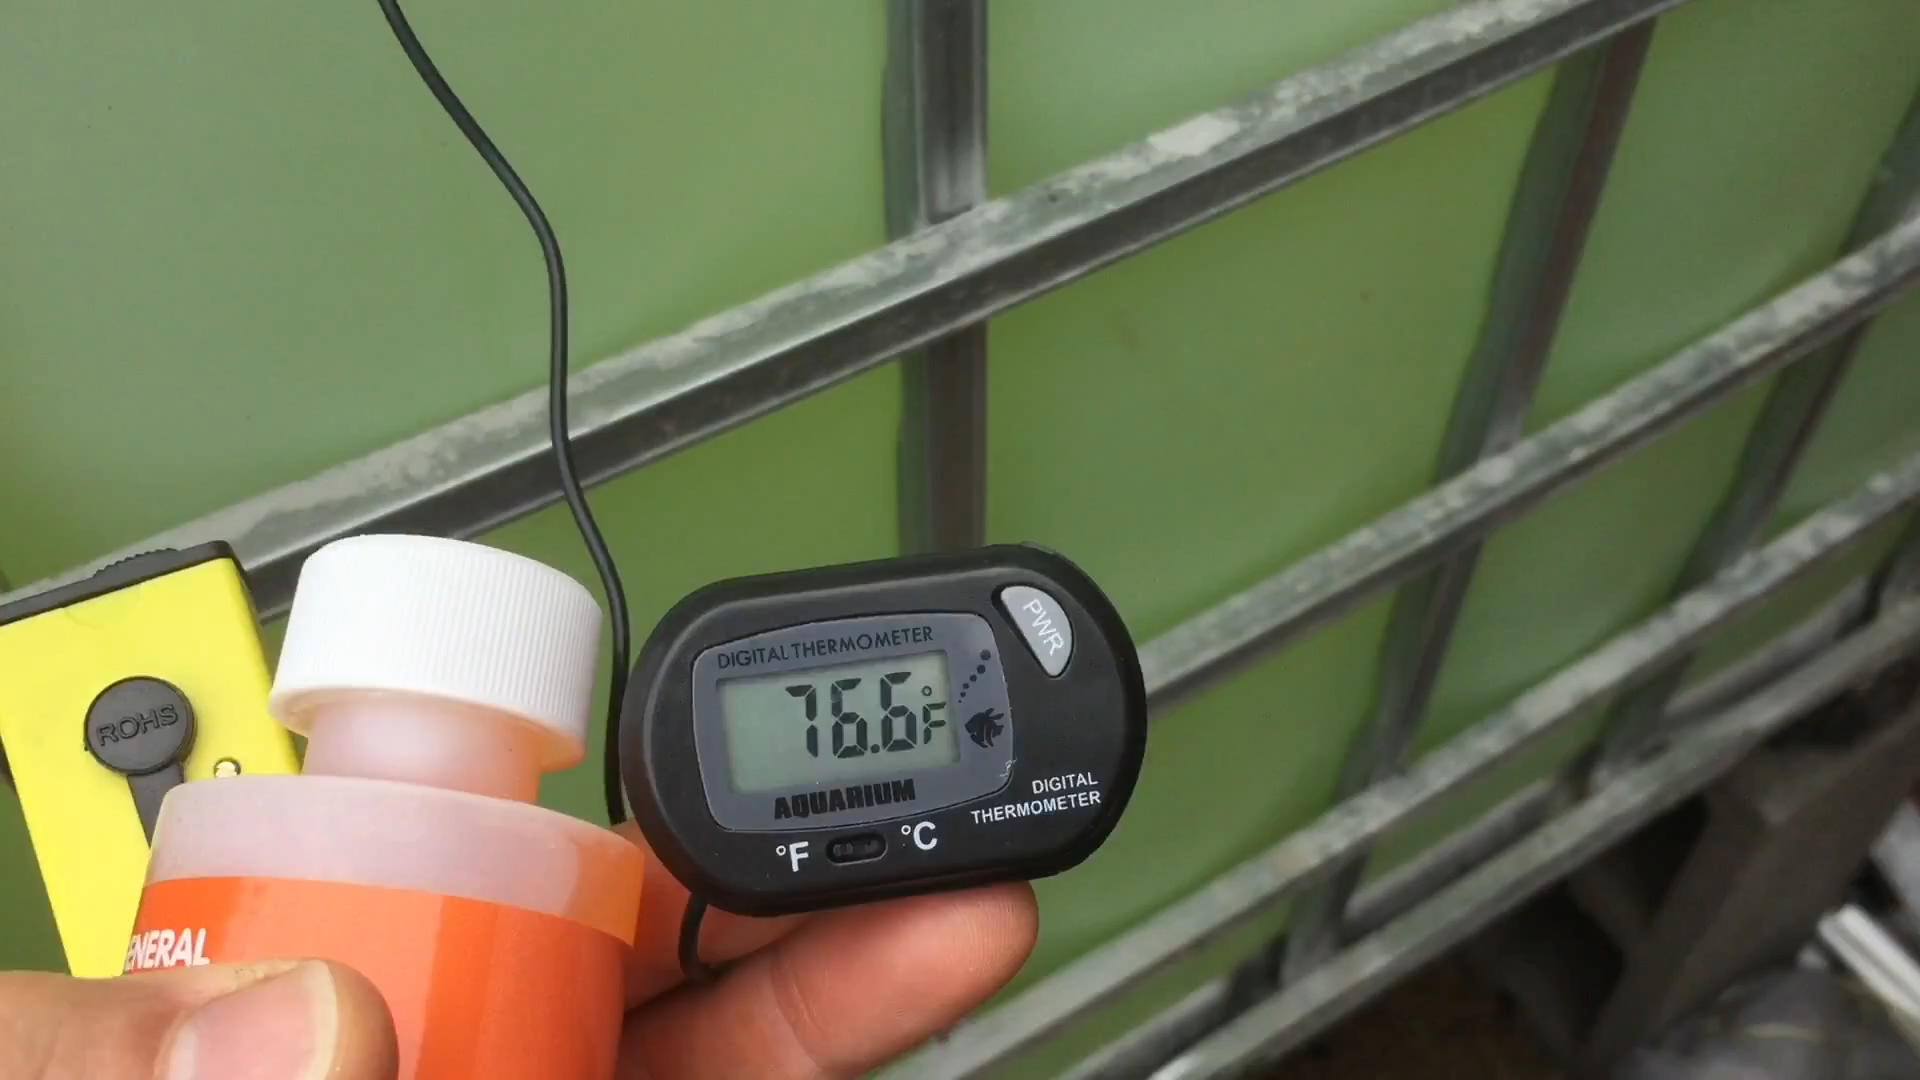 ROHS
ENERAL
DIGITAL THERMOMETER
76.6°F
AQUARIUM
PWR
DIGITAL
THERMOMETER
°F °C